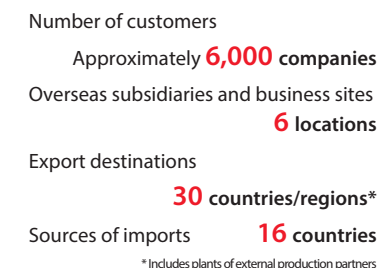 Number of customers
Approximately 6,000 companies
Overseas subsidiaries and business sites
6 locations
Export destinations
30 countries/regions*
Sources of imports 16 countries
* Includes plants of external production partners